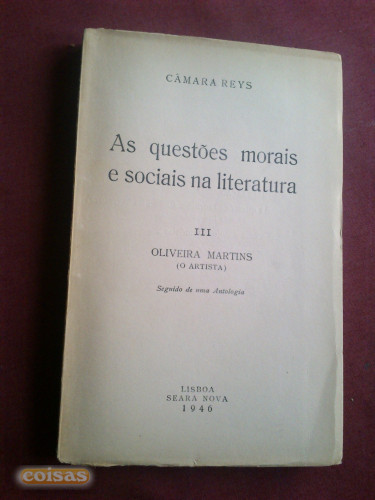 CÂMARA REYS
As questões morais
e sociais na literatura
III
OLIVEIRA MARTINS
(O ARTISTA)
Seguido de uma Antologia
LISBOA
SEARA NOVA
1946
coisas